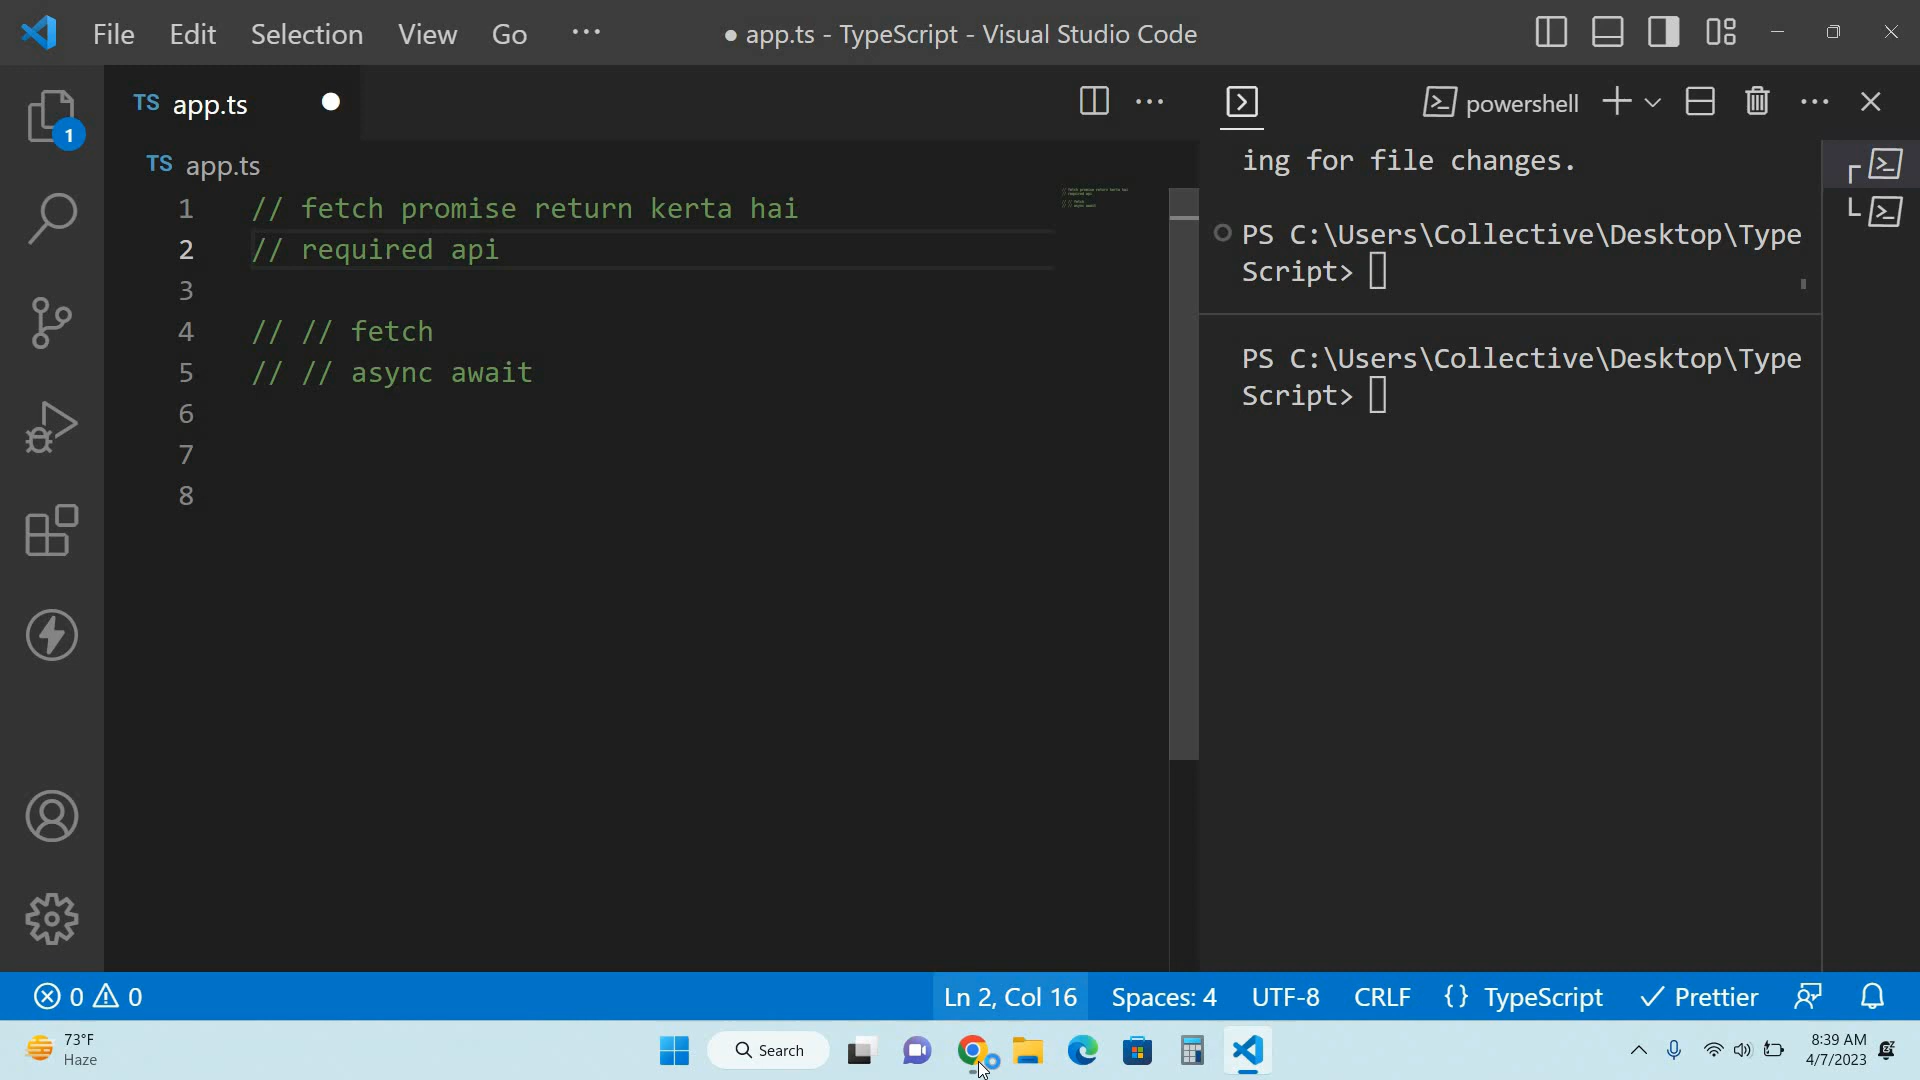 File Edit Selection View Go ···
● app.ts - TypeScript - Visual Studio Code
1
TS app.ts
powershell
TS app.ts
1 // fetch promise return kerta hai
2 // required api
3
4 // // fetch
5 // // async await
6
7
8
ing for file changes.
PS C:\Users\Collective\Desktop\Type
Script>
PS C:\Users\Collective\Desktop\Type
Script>
0 0
Ln 2, Col 16 Spaces: 4 UTF-8 CRLF {} TypeScript Prettier
73°F
Haze
Search
8:39 AM
4/7/2023